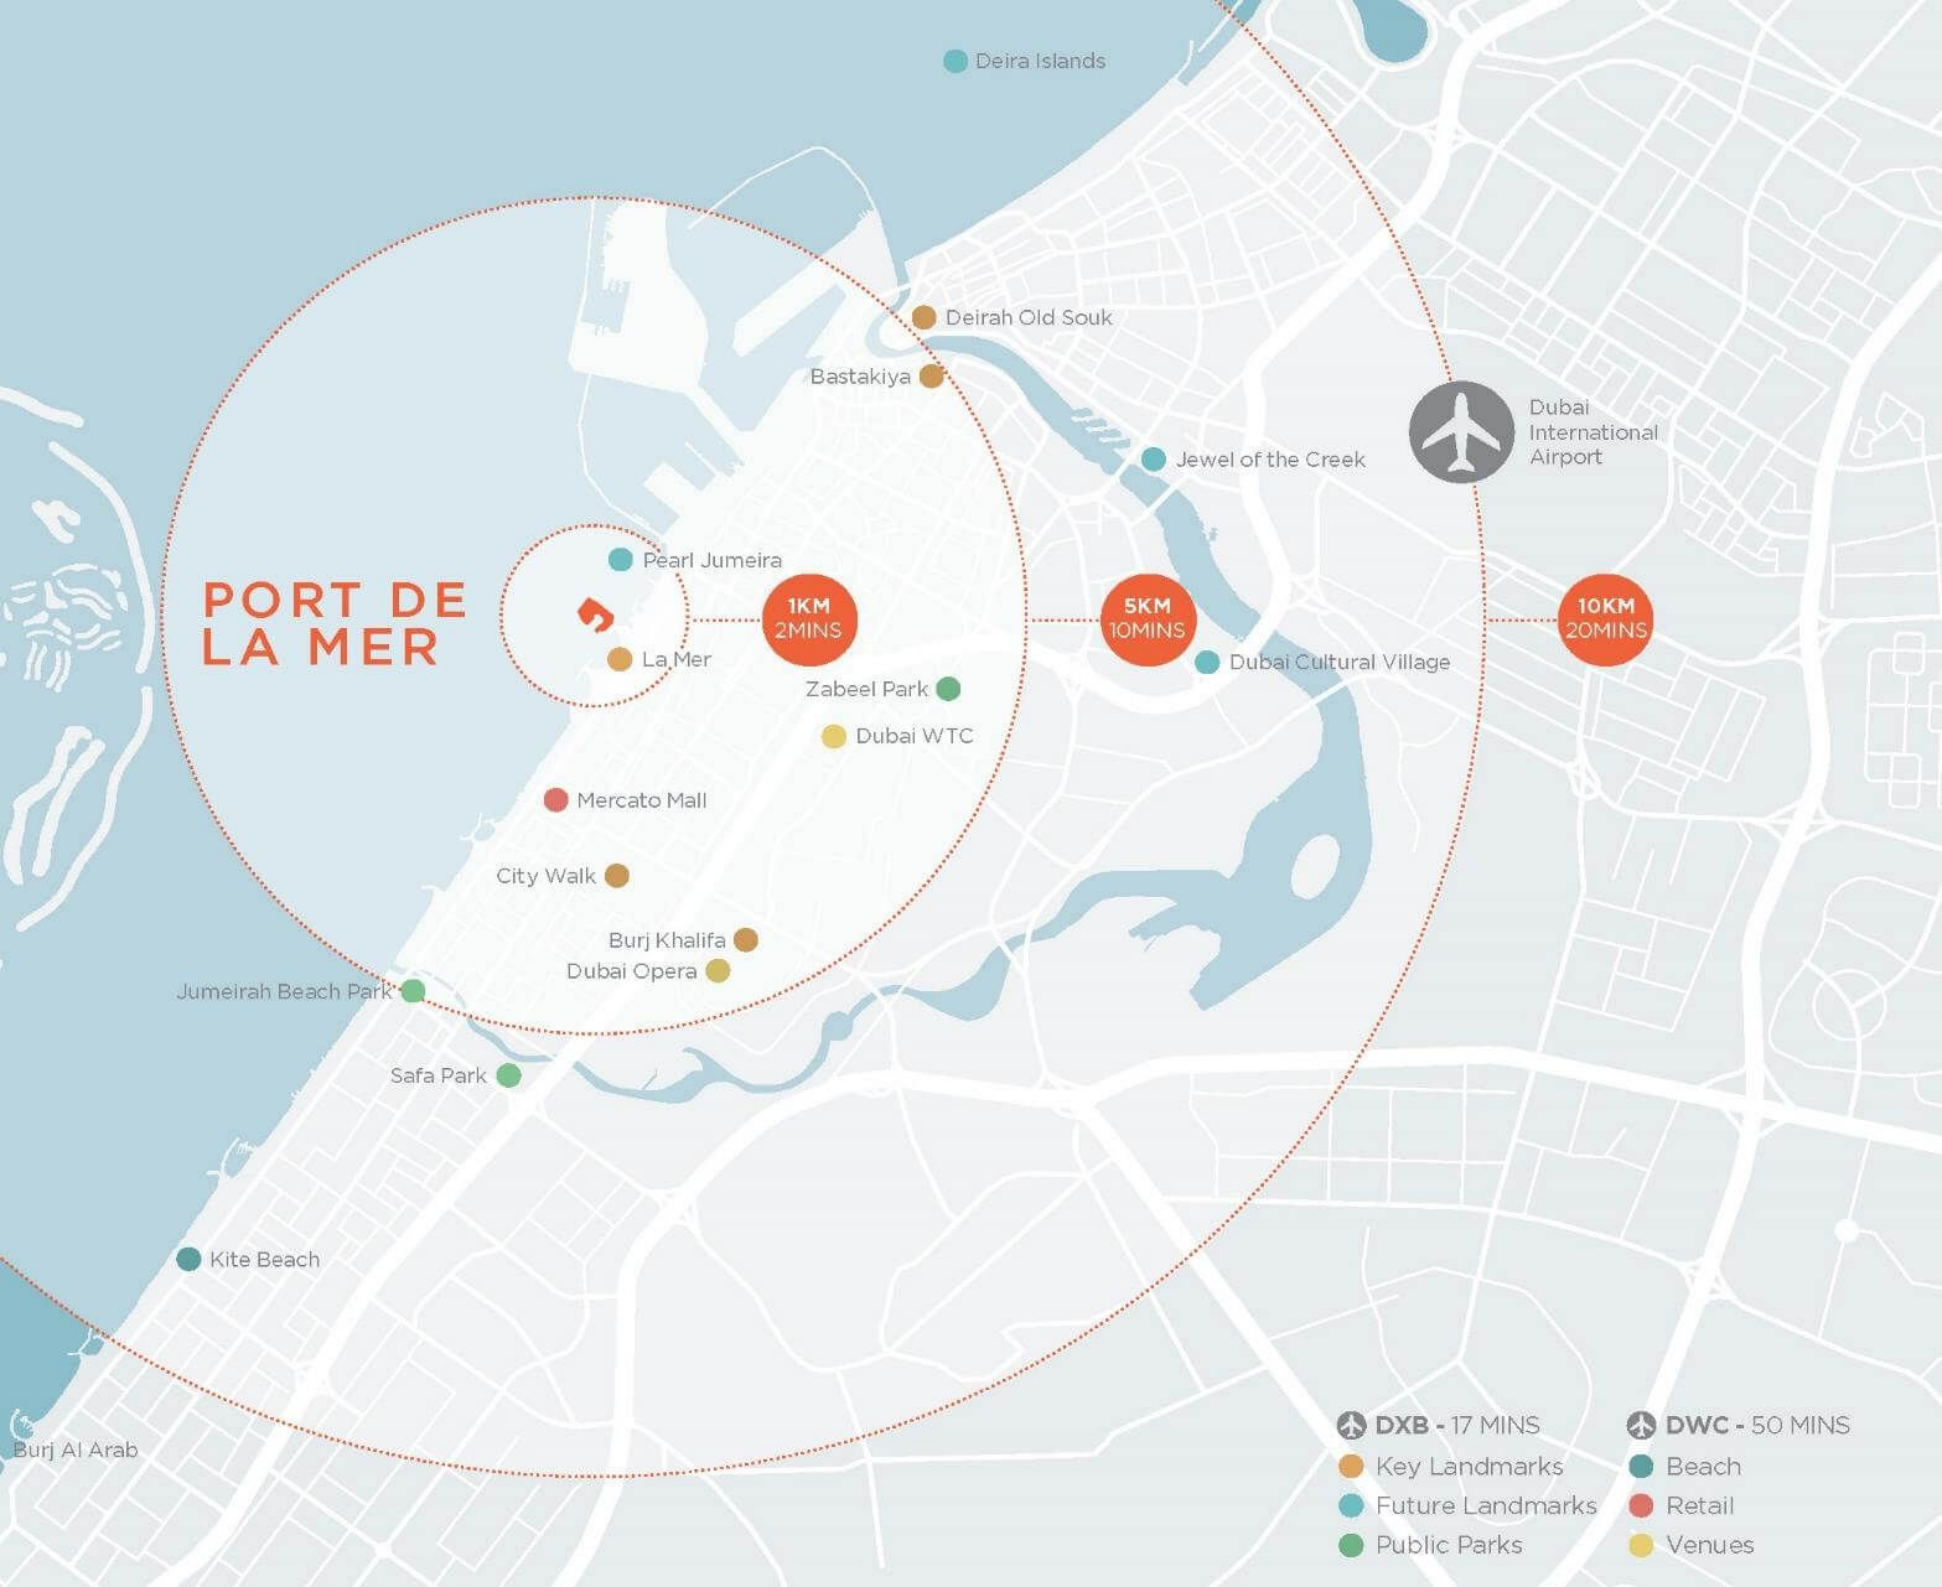 Deira Islands
Deirah Old Souk
Bastakiya
Dubai
International
Airport
Jewel of the Creek
Pearl Jumeira
PORT DE
LA MER
1KM
2MINS
5KM
10MINS
10KM
20MINS
La Mer
Dubai Cultural Village
Zabeel Park
Dubai WTC
Mercato Mall
City Walk
Burj Khalifa
Dubai Opera
Jumeirah Beach Park
Safa Park
Kite Beach
Burj Al Arab
DXB - 17 MINS
DWC - 50 MINS
Key Landmarks
Beach
Future Landmarks
Retail
Public Parks
Venues